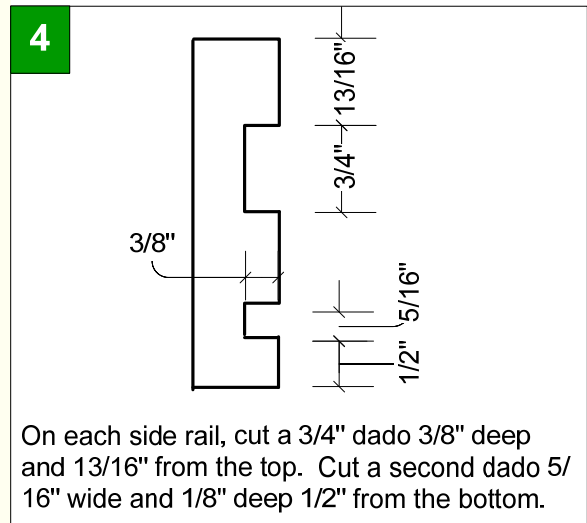 4
13/16"
3/4"
3/8"
5/16"
1/2"
On each side rail, cut a 3/4" dado 3/8" deep
and 13/16" from the top.  Cut a second dado 5/
16" wide and 1/8" deep 1/2" from the bottom.